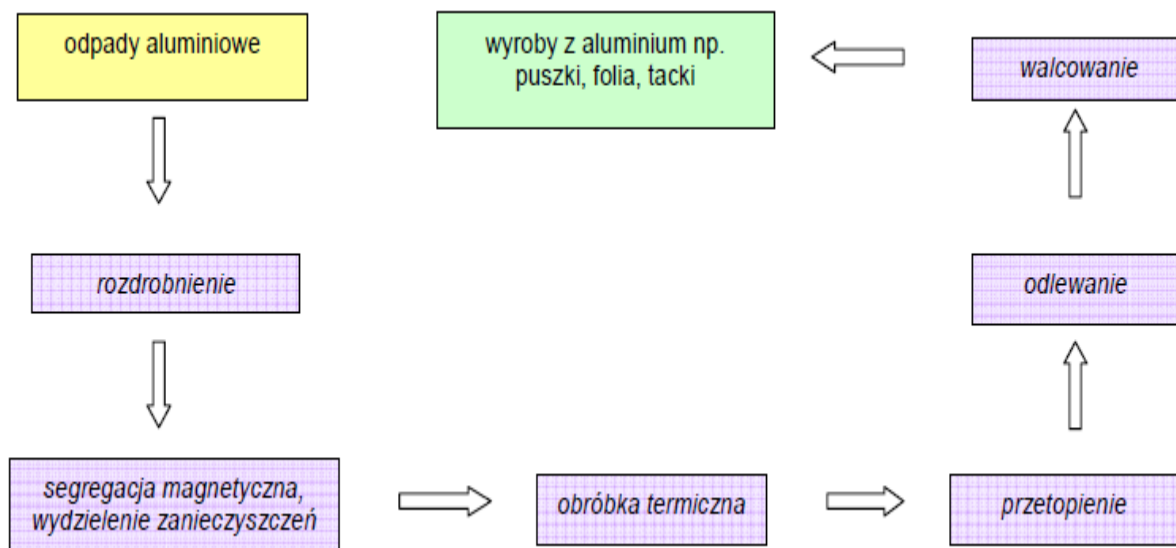 odpady aluminiowe
rozdrobnienie
segregacja magnetyczna,
wydzielenie zanieczyszczeń
obróbka termiczna
przetopienie
odlewanie
walcowanie
wyroby z aluminium np.
puszki, folia, tacki